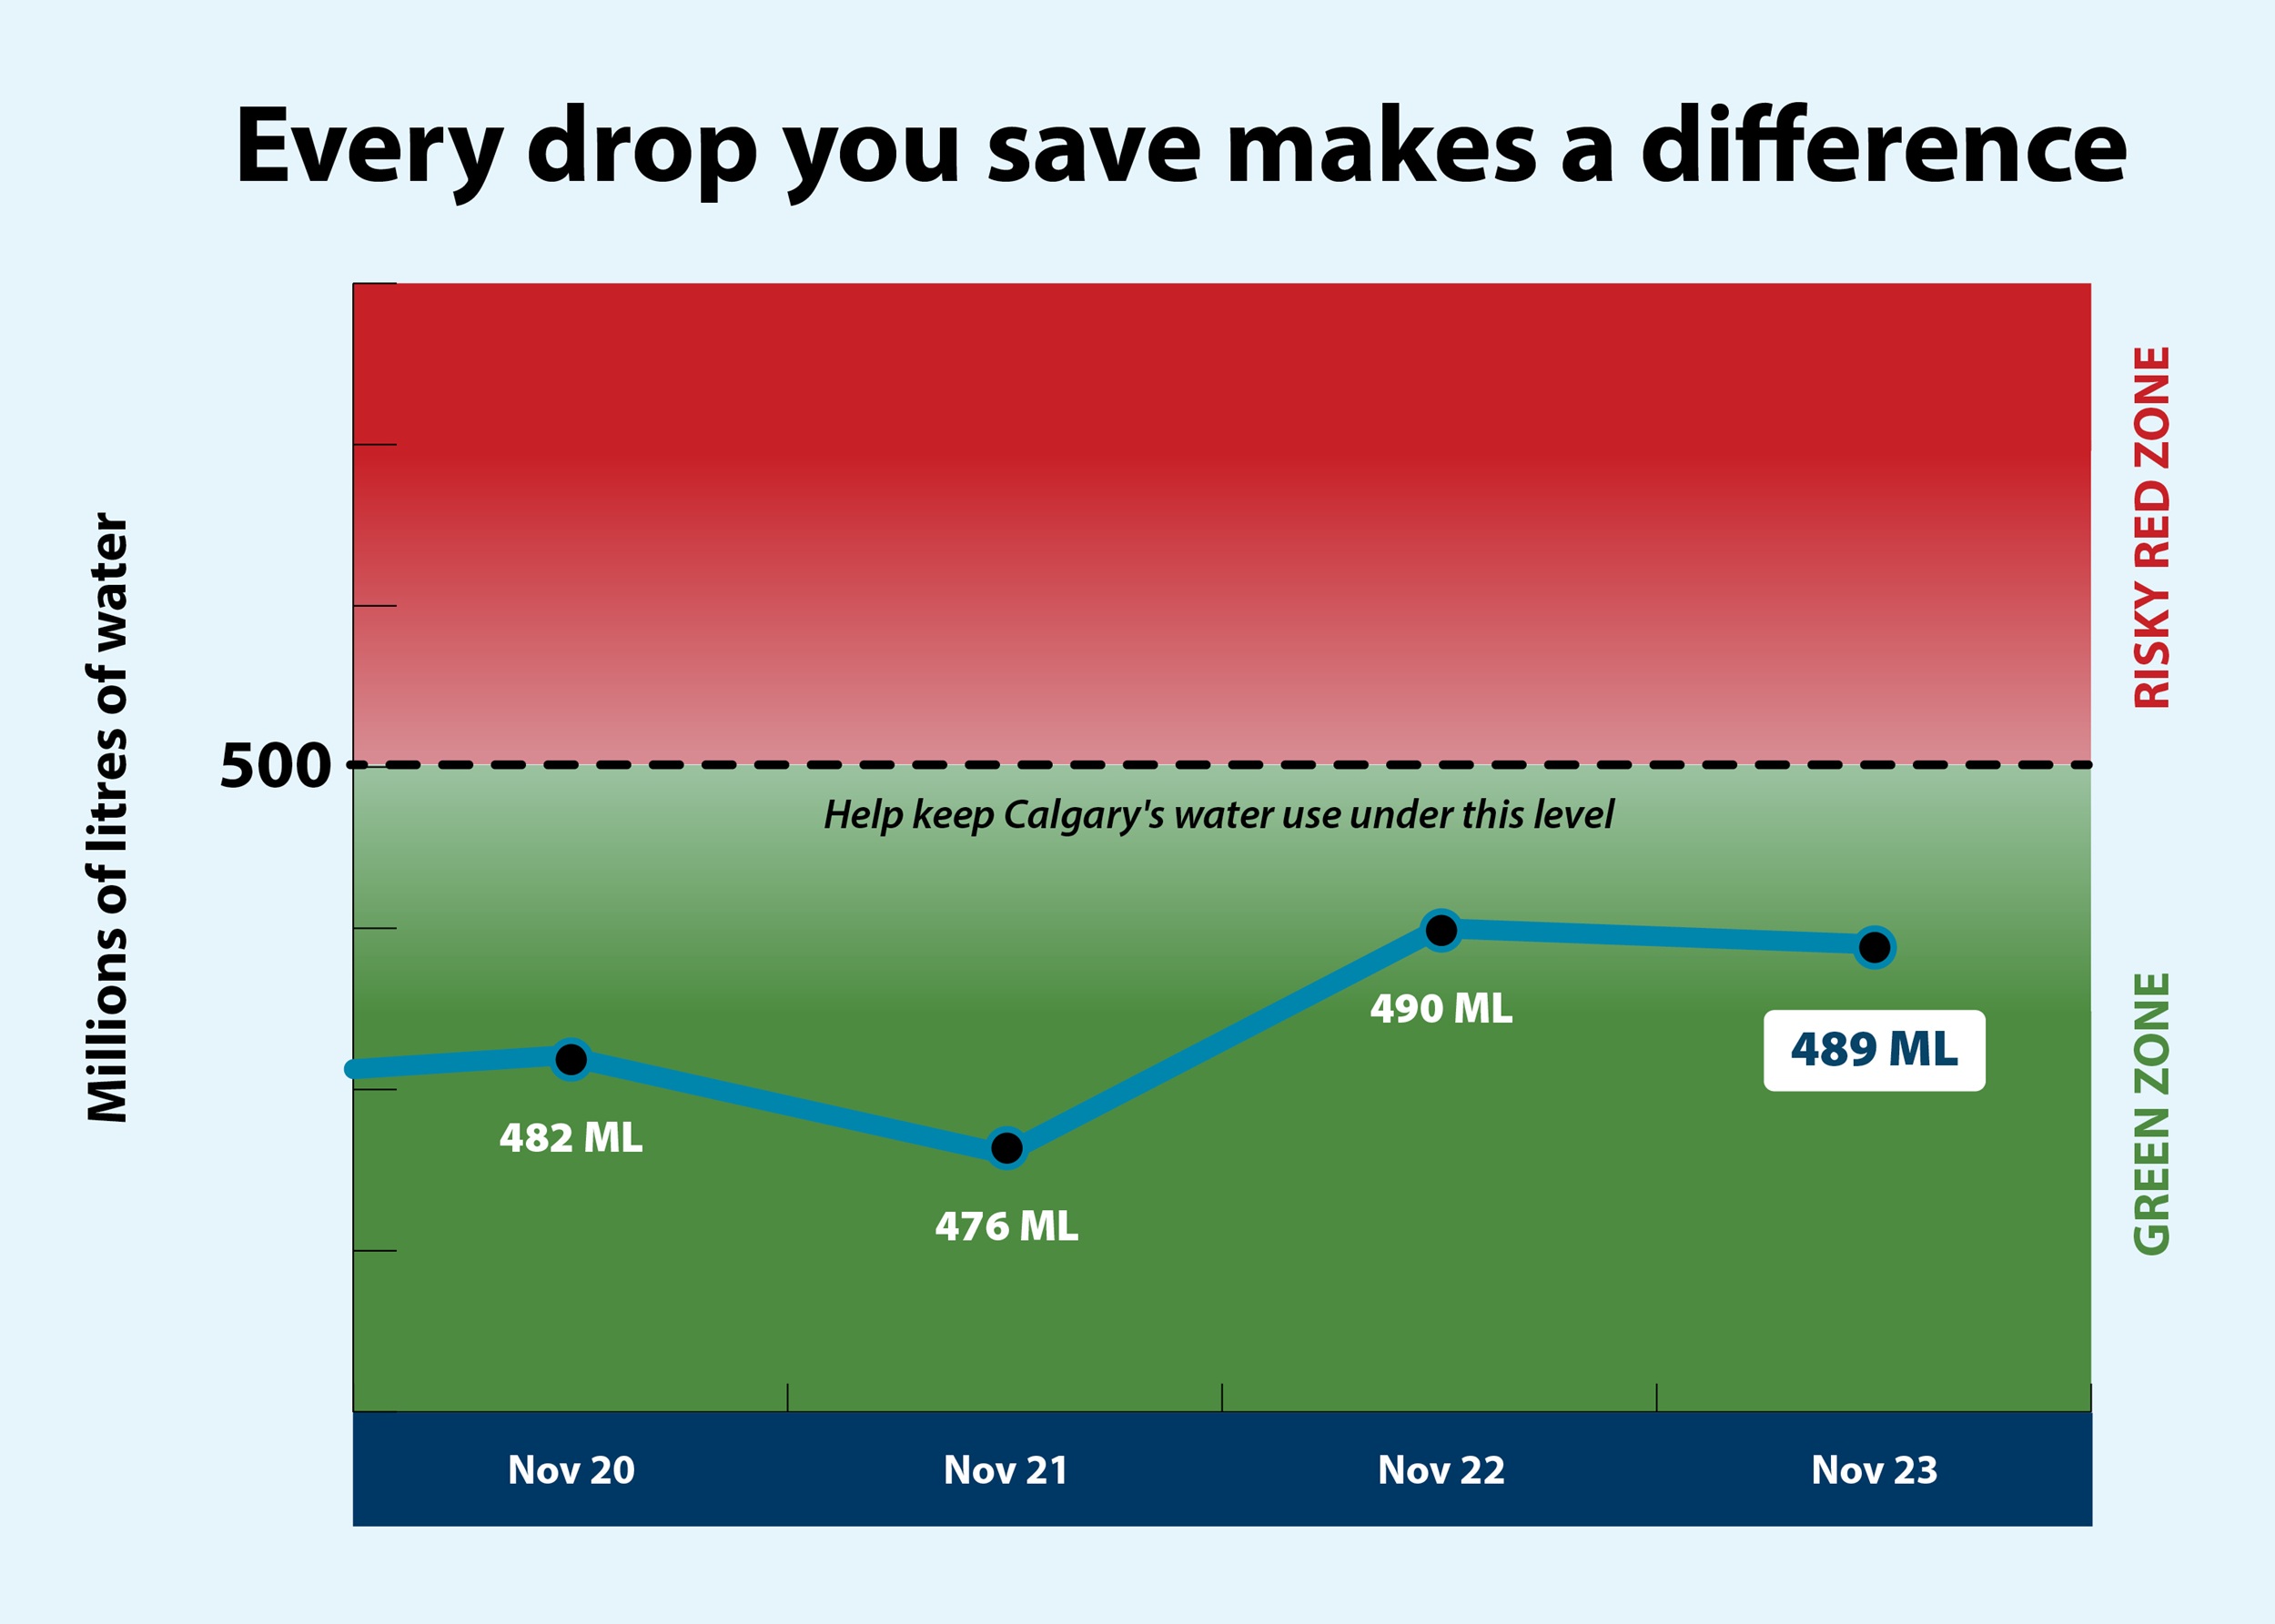 Every drop you save makes a difference
Millions of litres of water
RISKY RED ZONE
500
Help keep Calgary's water use under this level
490 ML
489 ML
482 ML
476 ML
GREEN ZONE
Nov 20
Nov 21
Nov 22
Nov 23